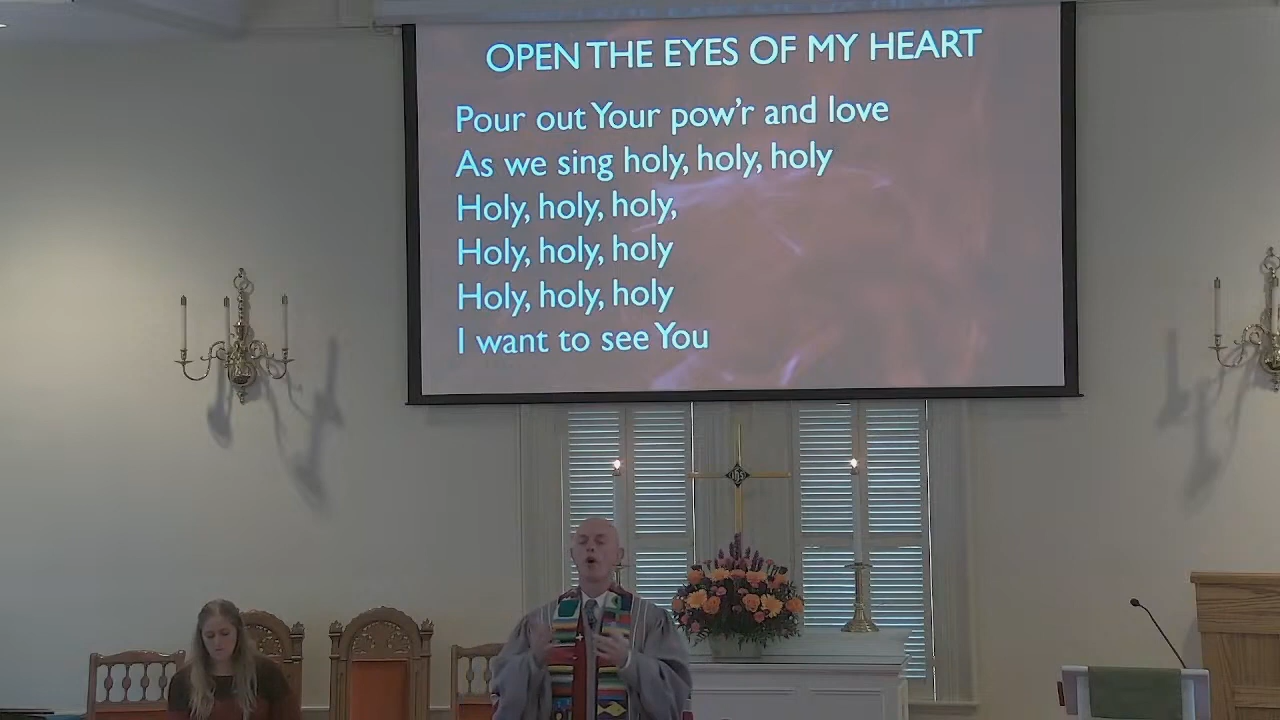 OPEN THE EYES OF MY HEART
Pour out Your pow'r and love
As we sing holy, holy, holy
Holy, holy, holy,
Holy, holy, holy
Holy, holy, holy
I want to see You
IHS